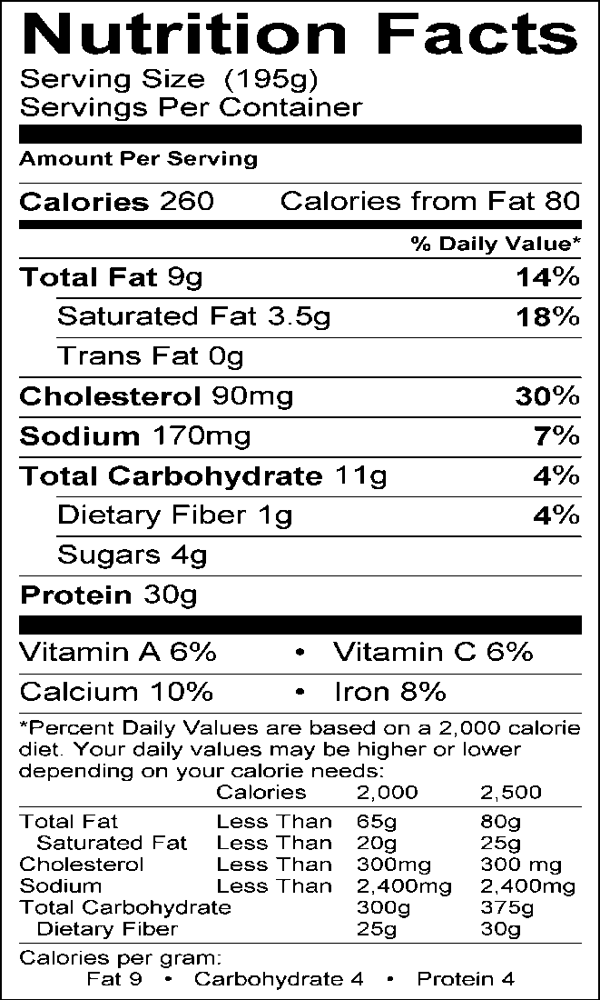 Nutrition Facts
Serving Size (195g)
Servings Per Container
Amount Per Serving
Calories 260 Calories from Fat 80
% Daily Value*
Total Fat 9g 14%
Saturated Fat 3.5g 18%
Trans Fat 0g
Cholesterol 90mg 30%
Sodium 170mg 7%
Total Carbohydrate 11g 4%
Dietary Fiber 1g 4%
Sugars 4g
Protein 30g
Vitamin A 6% • Vitamin C 6%
Calcium 10% • Iron 8%
*Percent Daily Values are based on a 2,000 calorie
diet. Your daily values may be higher or lower
depending on your calorie needs:
Calories 2,000 2,500
Total Fat Less Than 65g 80g
Saturated Fat Less Than 20g 25g
Cholesterol Less Than 300mg 300 mg
Sodium Less Than 2,400mg 2,400mg
Total Carbohydrate 300g 375g
Dietary Fiber 25g 30g
Calories per gram:
Fat 9 • Carbohydrate 4 • Protein 4